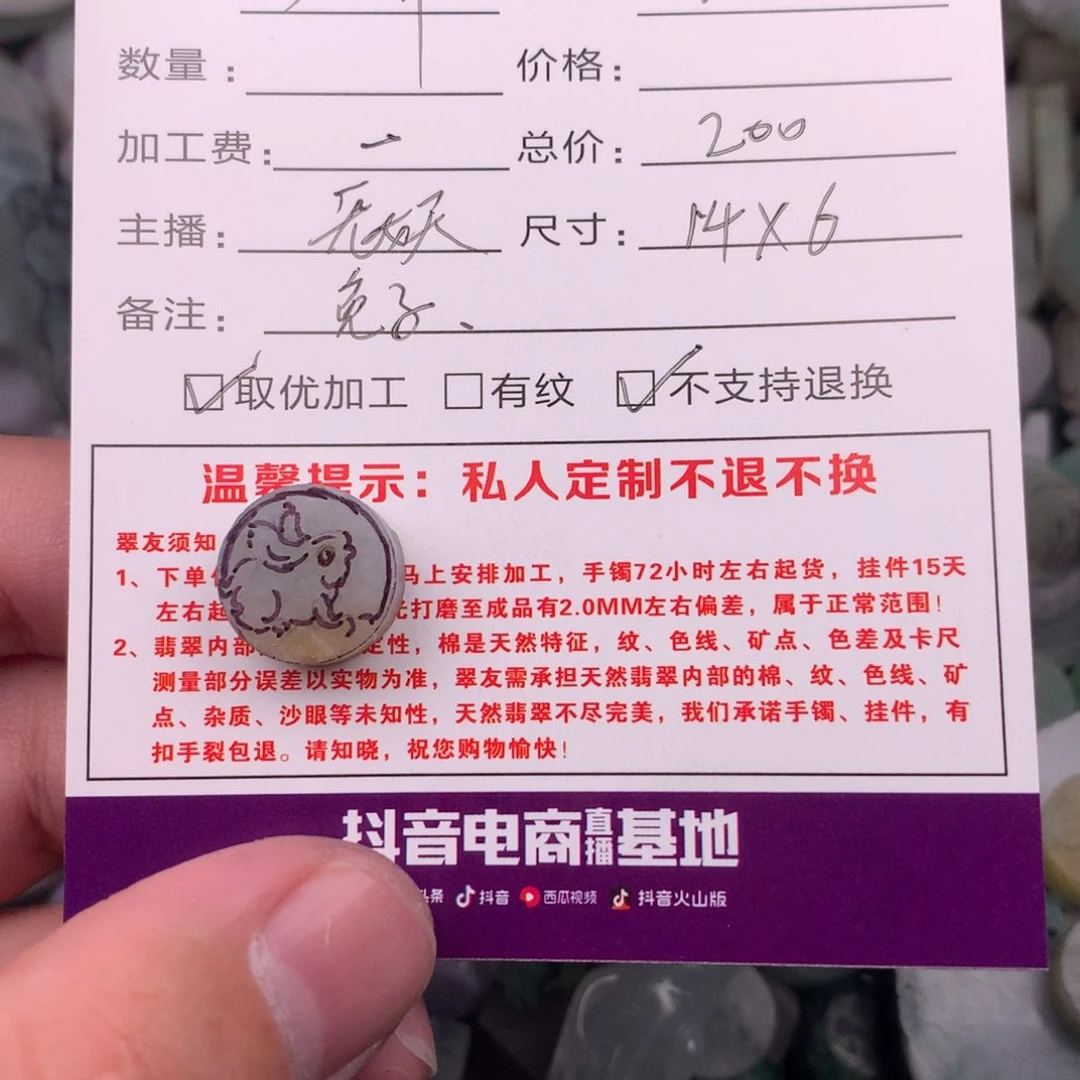 数量： 价格：
加工费： 一 总价： 200
主播： 尺寸： 14X6
备注： 兔子、
取优加工 有纹 不支持退换
温馨提示：私人定制不退不换
翠友须知
1、下单 马上安排加工，手镯72小时左右起货，挂件15天
左右起 打磨至成品有2.0MM左右偏差，属于正常范围！
2、翡翠内部 定性，棉是天然特征，纹、色线、矿点、色差及卡尺
测量部分误差以实物为准，翠友需承担天然翡翠内部的棉、纹、色线、矿
点、杂质、沙眼等未知性，天然翡翠不尽完美，我们承诺手镯、挂件，有
扣手裂包退。请知晓，祝您购物愉快！
抖音电商直播基地
头条 抖音 西瓜视频 抖音火山版